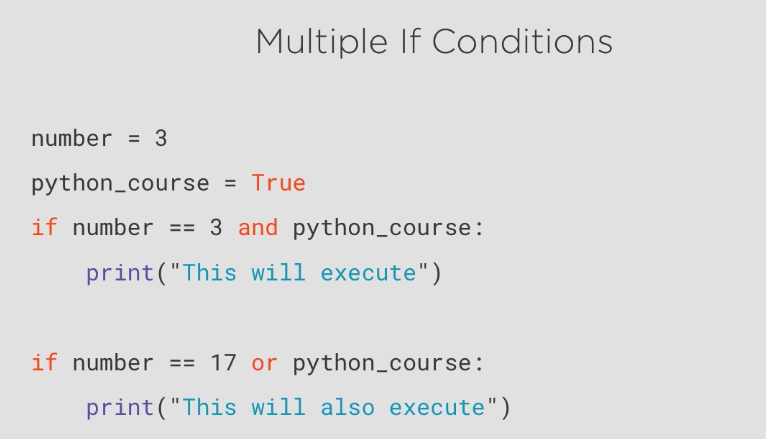 Multiple If Conditions
number = 3
python_course = True
if number == 3 and python_course:
    print("This will execute")
if number == 17 or python_course:
    print("This will also execute")